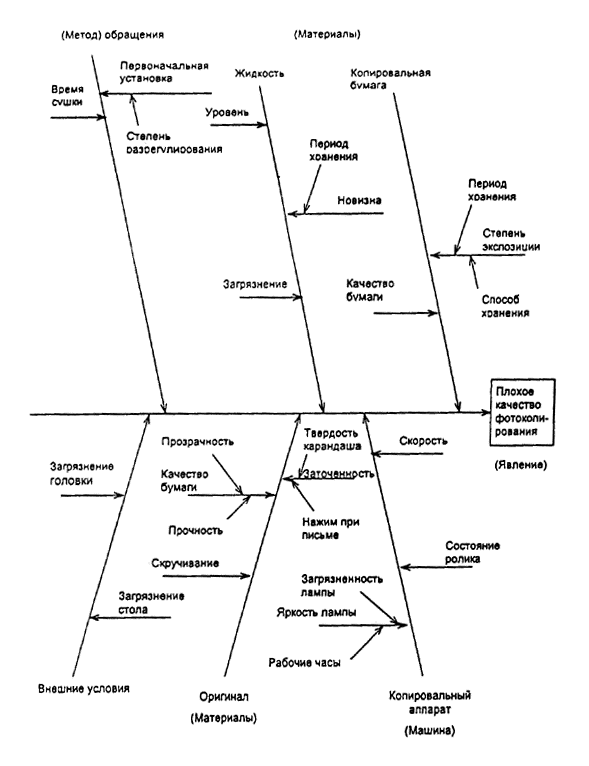 (Метод) обращения
(Материалы)
Первоначальная
установка
Время
сушки
Степень
разрегулирования
Жидкость
Уровень
Период
хранения
Новизна
Загрязнение
Копировальная
бумага
Период
хранения
Степень
экспозиции
Способ
хранения
Качество
бумаги
Плохое
качество
фотокопи-
рования
(Явление)
Загрязнение
головки
Загрязнение
стола
Внешние условия
Прозрачность
Качество
бумаги
Прочность
Скручивание
Твердость
карандаша
Заточенность
Нажим при
письме
Оригинал
(Материалы)
Скорость
Состояние
ролика
Загрязненность
лампы
Яркость лампы
Рабочие часы
Копировальный
аппарат
(Машина)